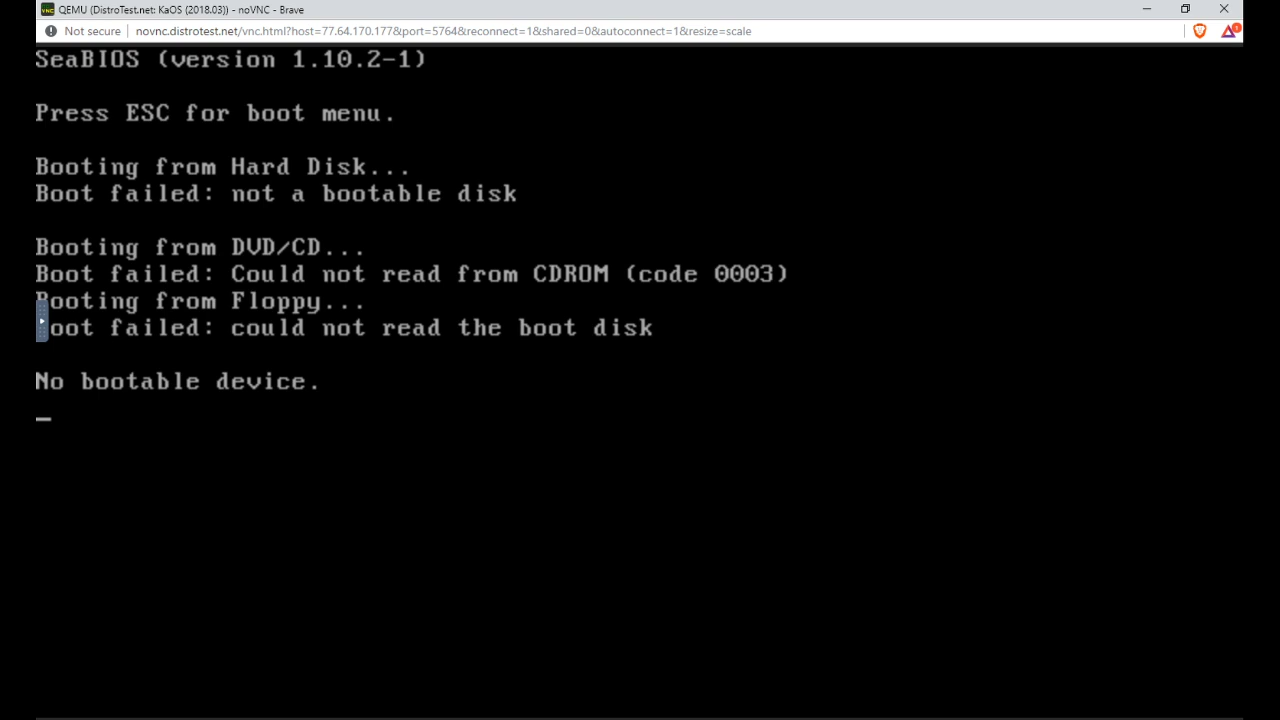 QEMU (DistroTest.net: KaOS (2018.03)) - noVNC - Brave
Not secure | novnc.distrotest.net/vnc.html?host=77.64.170.177&port=5764&reconnect=1&shared=0&autoconnect=1&resize=scale
SeaBIOS (version 1.10.2-1)
Press ESC for boot menu.
Booting from Hard Disk...
Boot failed: not a bootable disk
Booting from DVD/CD...
Boot failed: Could not read from CDROM (code 0003)
Booting from Floppy...
Boot failed: could not read the boot disk
No bootable device.